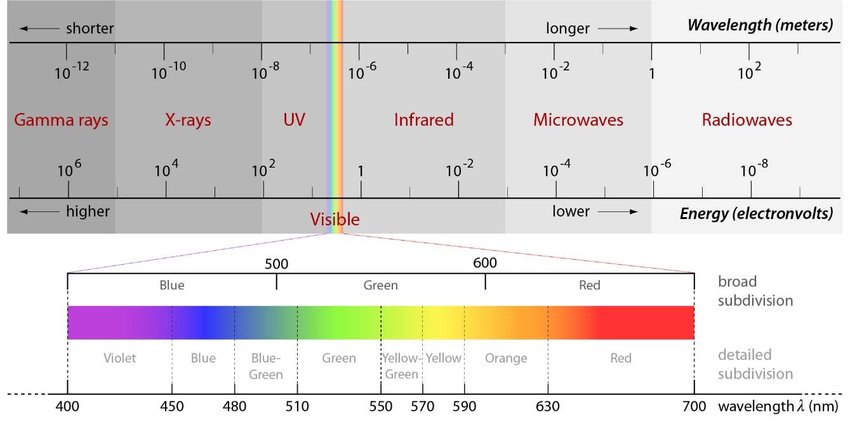 shorter longer Wavelength (meters)
10-12 10-10 10-8 10-6 10-4 10-2 1 102
Gamma rays X-rays UV Infrared Microwaves Radiowaves
106 104 102 1 10-2 10-4 10-6 10-8
higher Visible lower Energy (electronvolts)
500 600
Blue Green Red broad
subdivision
Violet Blue Blue- Green Yellow- Yellow Orange Red detailed
Green Green subdivision
400 450 480 510 550 570 590 630 700 wavelength λ (nm)